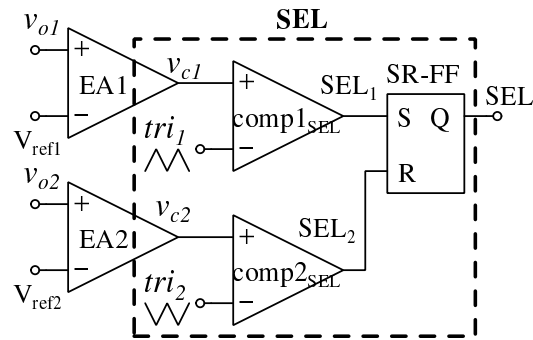 SEL
v_o1
+
EA1
−
V_ref1
v_c1
+
comp1_SEL
−
tri_1
SEL_1
SR-FF
S Q
R
SEL
v_o2
+
EA2
−
V_ref2
v_c2
+
comp2_SEL
−
tri_2
SEL_2